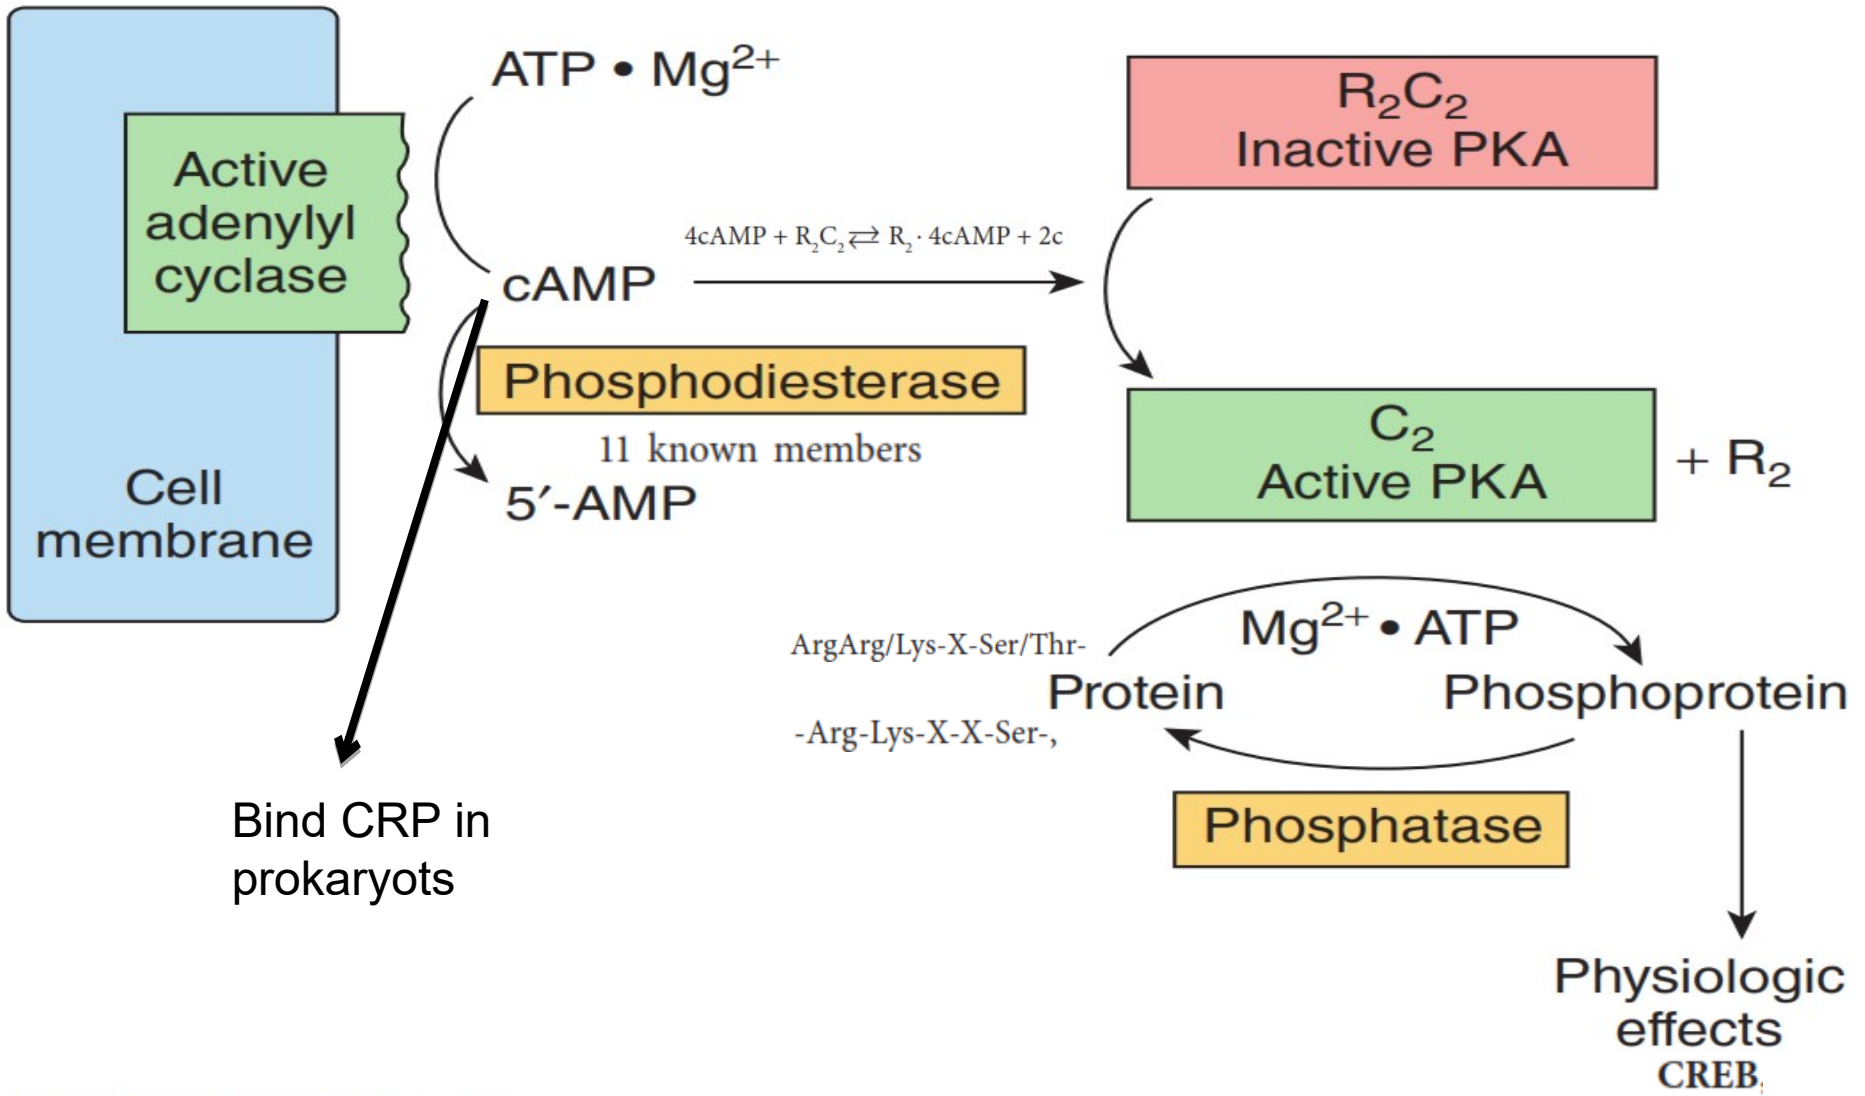 ATP • Mg²⁺
Active
adenylyl
cyclase
cAMP
4cAMP + R₂C₂ ⇄ R₂ · 4cAMP + 2c
R₂C₂
Inactive PKA
Phosphodiesterase
11 known members
5′-AMP
C₂
Active PKA
+ R₂
Cell
membrane
ArgArg/Lys-X-Ser/Thr-
Protein
-Arg-Lys-X-X-Ser-,
Mg²⁺ • ATP
Phosphoprotein
Phosphatase
Bind CRP in
prokaryots
Physiologic
effects
CREB,